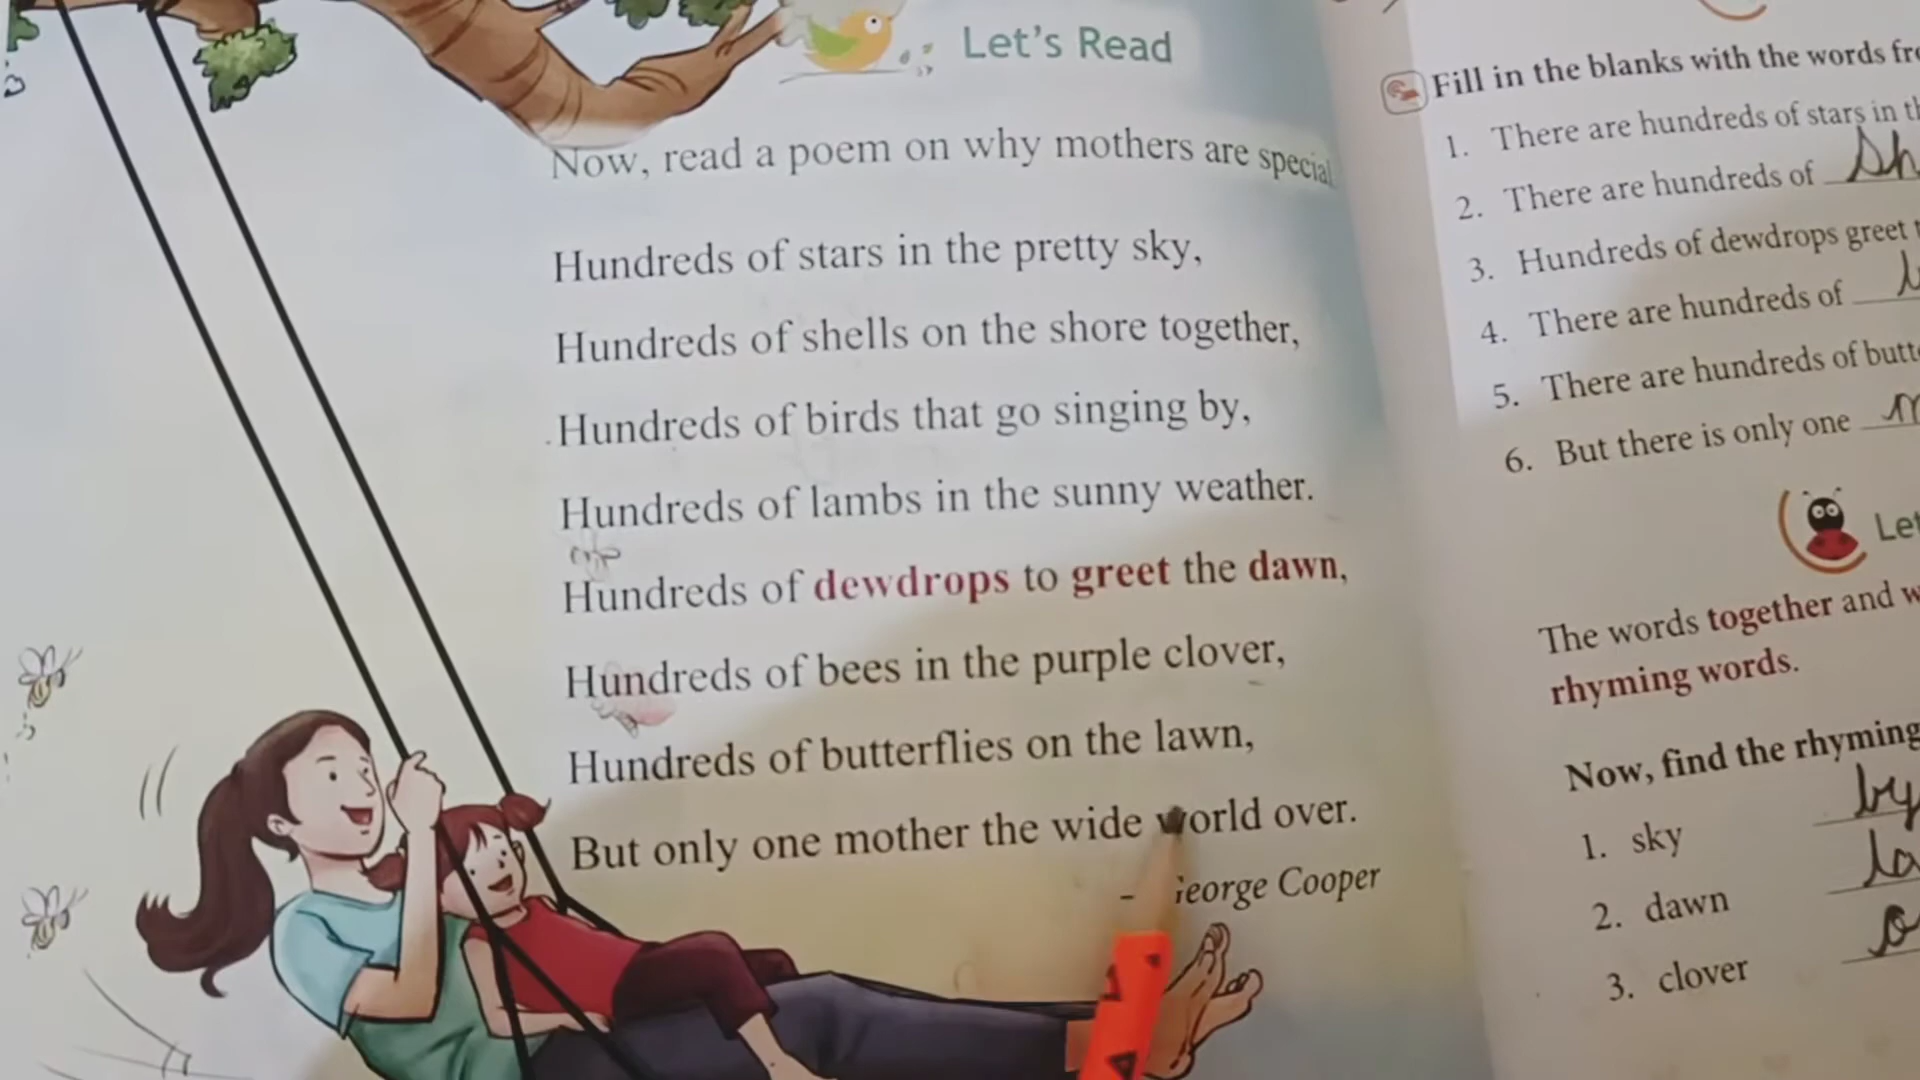 Let's Read
Now, read a poem on why mothers are special
Hundreds of stars in the pretty sky,
Hundreds of shells on the shore together,
Hundreds of birds that go singing by,
Hundreds of lambs in the sunny weather.
Hundreds of dewdrops to greet the dawn,
Hundreds of bees in the purple clover,
Hundreds of butterflies on the lawn,
But only one mother the wide world over.
- George Cooper
Fill in the blanks with the words
1. There are hundreds of stars in
2. There are hundreds of
3. Hundreds of dewdrops greet
4. There are hundreds of
5. There are hundreds of
6. But there is only one
The words together and
rhyming words.
Now, find the rhyming
1. sky by
2. dawn
3. clover